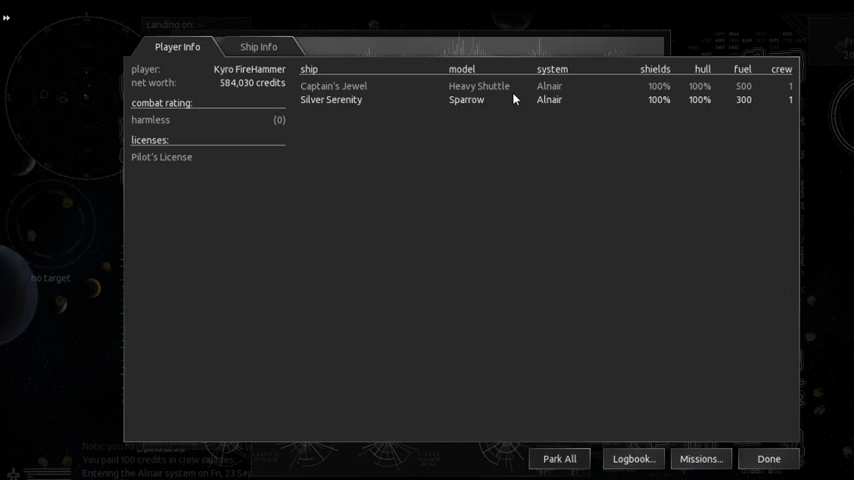 Landing on:
Player Info Ship Info
player: Kyro FireHammer
net worth: 584,030 credits
combat rating:
harmless (0)
licenses:
Pilot's License
ship model system shields hull fuel crew
Captain's Jewel Heavy Shuttle Alnair 100% 100% 500 1
Silver Serenity Sparrow Alnair 100% 100% 300 1
no target
Park All Logbook... Missions... Done
Note: you
You paid 100 credits in crew
Entering the Alnair system on Fri, 23 Sep